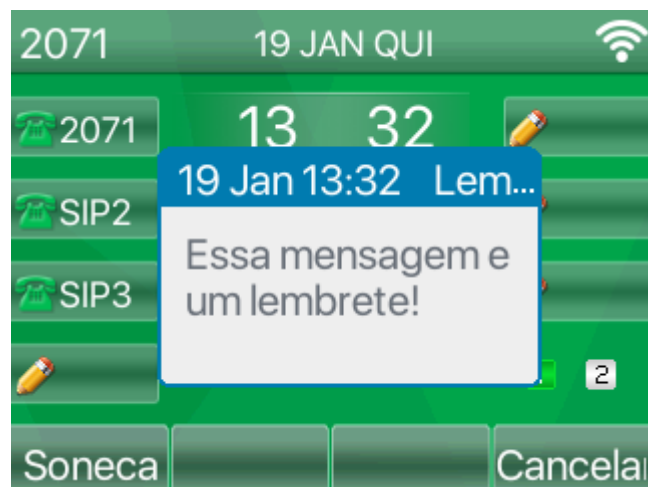 2071 19 JAN QUI
2071 13 32
19 Jan 13:32 Lem...
SIP2
Essa mensagem e
um lembrete!
SIP3
2
Soneca Cancelar